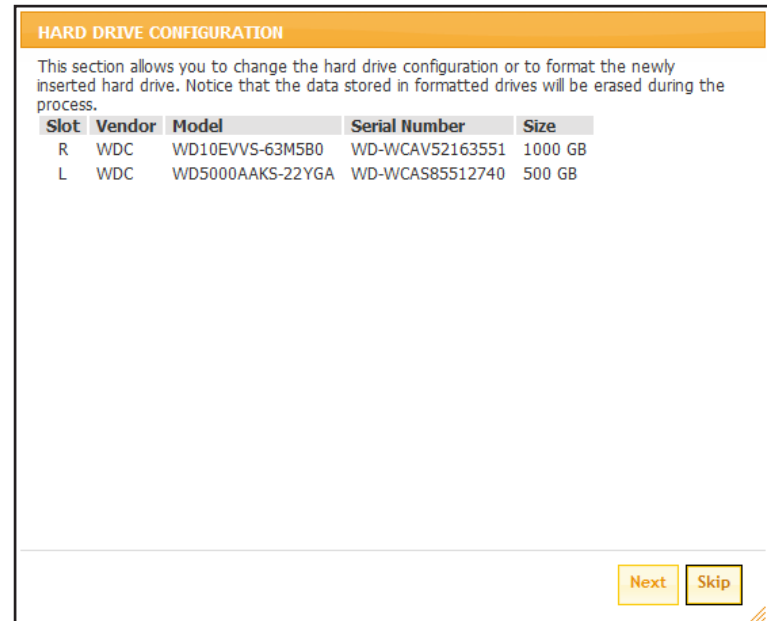 HARD DRIVE CONFIGURATION
This section allows you to change the hard drive configuration or to format the newly
inserted hard drive. Notice that the data stored in formatted drives will be erased during the
process.
Slot Vendor Model Serial Number Size
R WDC WD10EVVS-63M5B0 WD-WCAV52163551 1000 GB
L WDC WD5000AAKS-22YGA WD-WCAS85512740 500 GB
Next Skip